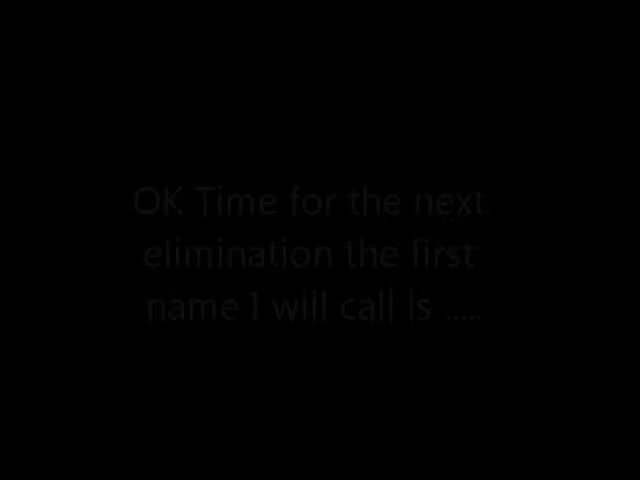 OK Time for the next
elimination the first
name I will call is .....